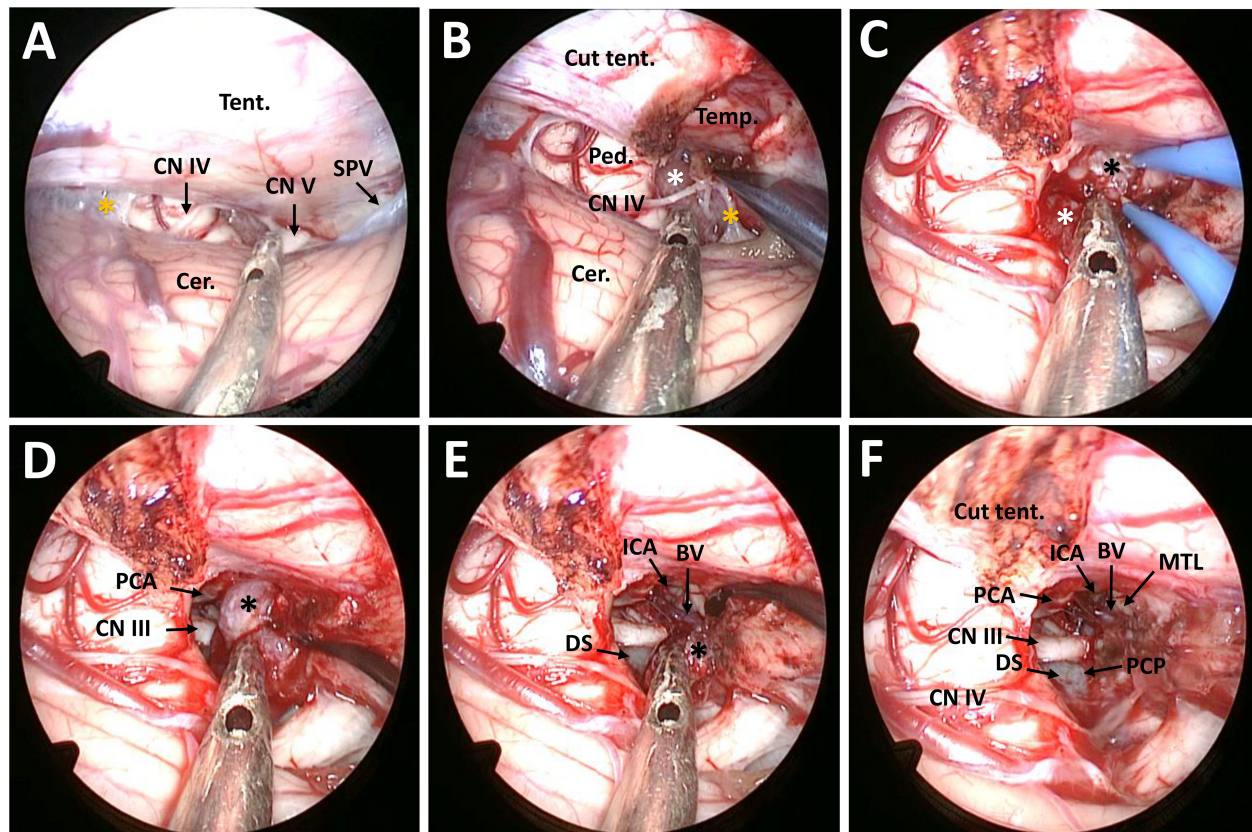 A
Tent.
CN IV
CN V
SPV
*
Cer.
B
Cut tent.
Temp.
Ped.
*
CN IV
*
Cer.
C
*
*
D
PCA
*
CN III
E
ICA BV
DS
*
F
Cut tent.
ICA BV MTL
PCA
CN III
DS
PCP
CN IV